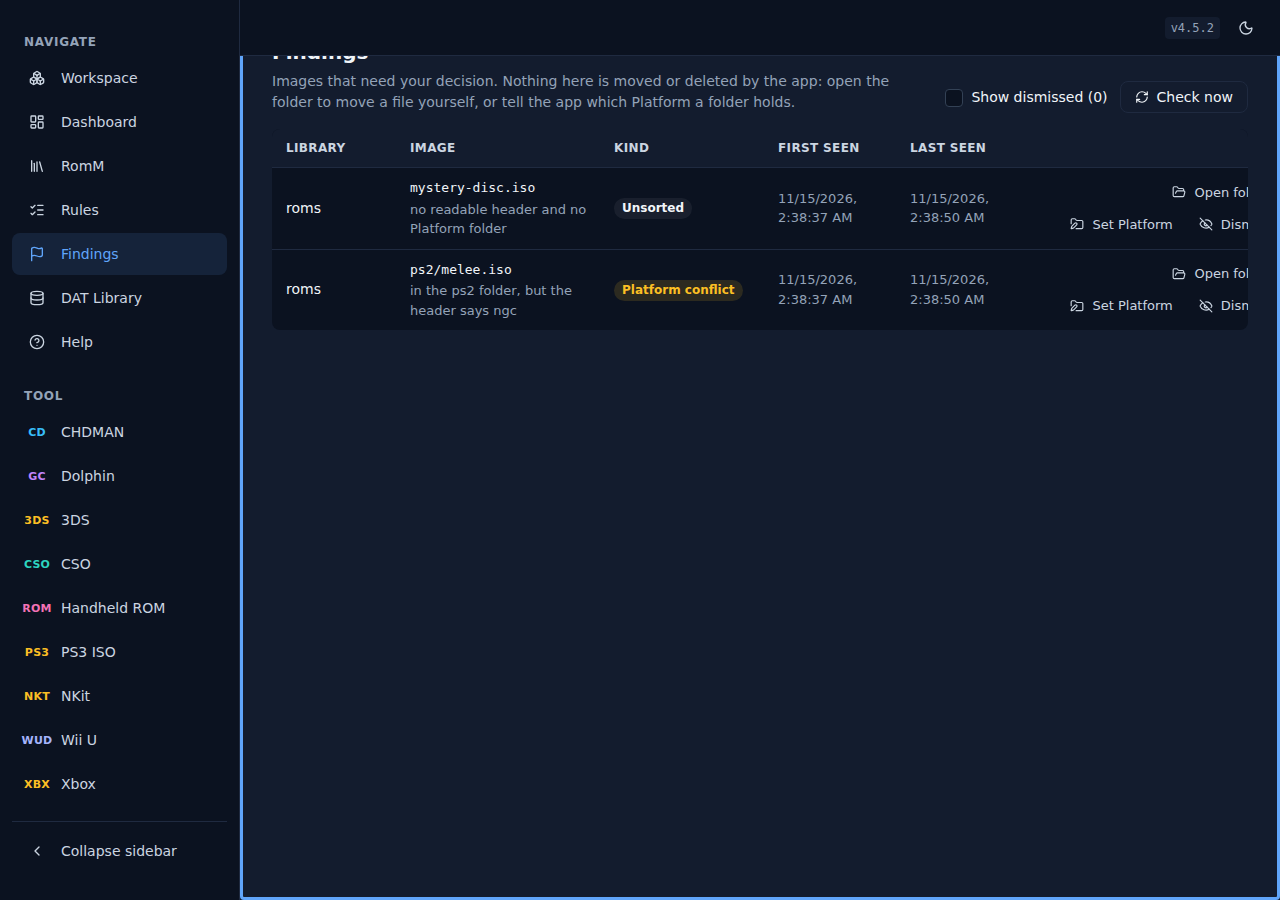 v4.5.2
NAVIGATE
Workspace
Dashboard
RomM
Rules
Findings
DAT Library
Help
TOOL
CD CHDMAN
GC Dolphin
3DS 3DS
CSO CSO
ROM Handheld ROM
PS3 PS3 ISO
NKT NKit
WUD Wii U
XBX Xbox
Collapse sidebar
Findings
Images that need your decision. Nothing here is moved or deleted by the app: open the
folder to move a file yourself, or tell the app which Platform a folder holds.
Show dismissed (0)
Check now
LIBRARY IMAGE KIND FIRST SEEN LAST SEEN
roms
mystery-disc.iso
no readable header and no
Platform folder
Unsorted
11/15/2026,
2:38:37 AM
11/15/2026,
2:38:50 AM
Open fol
Set Platform
Dism
roms
ps2/melee.iso
in the ps2 folder, but the
header says ngc
Platform conflict
11/15/2026,
2:38:37 AM
11/15/2026,
2:38:50 AM
Open fol
Set Platform
Dism